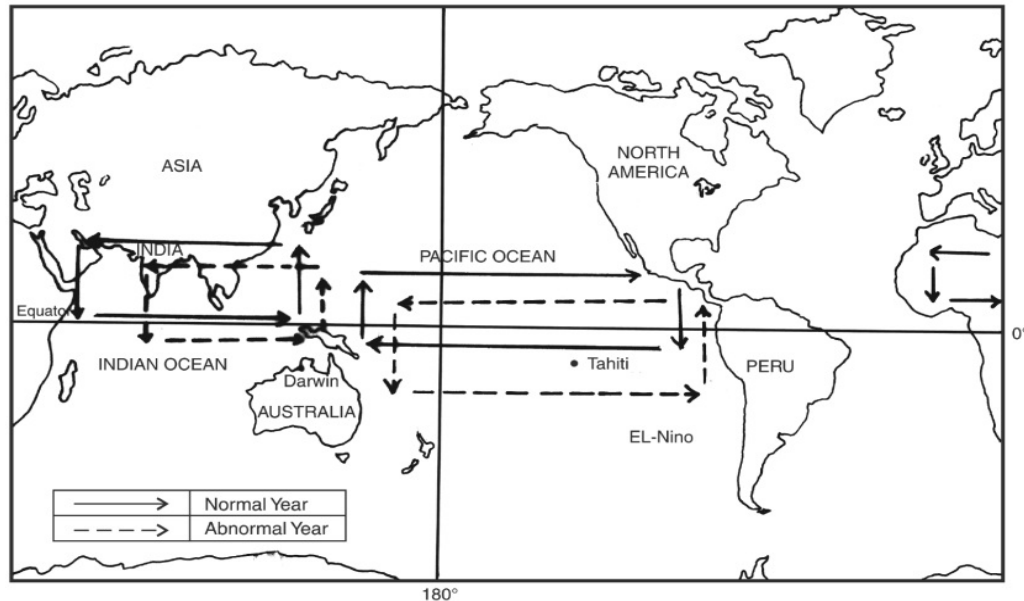 ASIA
NORTH
AMERICA
INDIA
PACIFIC OCEAN
Equator
0°
INDIAN OCEAN
Tahiti
PERU
Darwin
AUSTRALIA
EL-Nino
Normal Year
Abnormal Year
180°